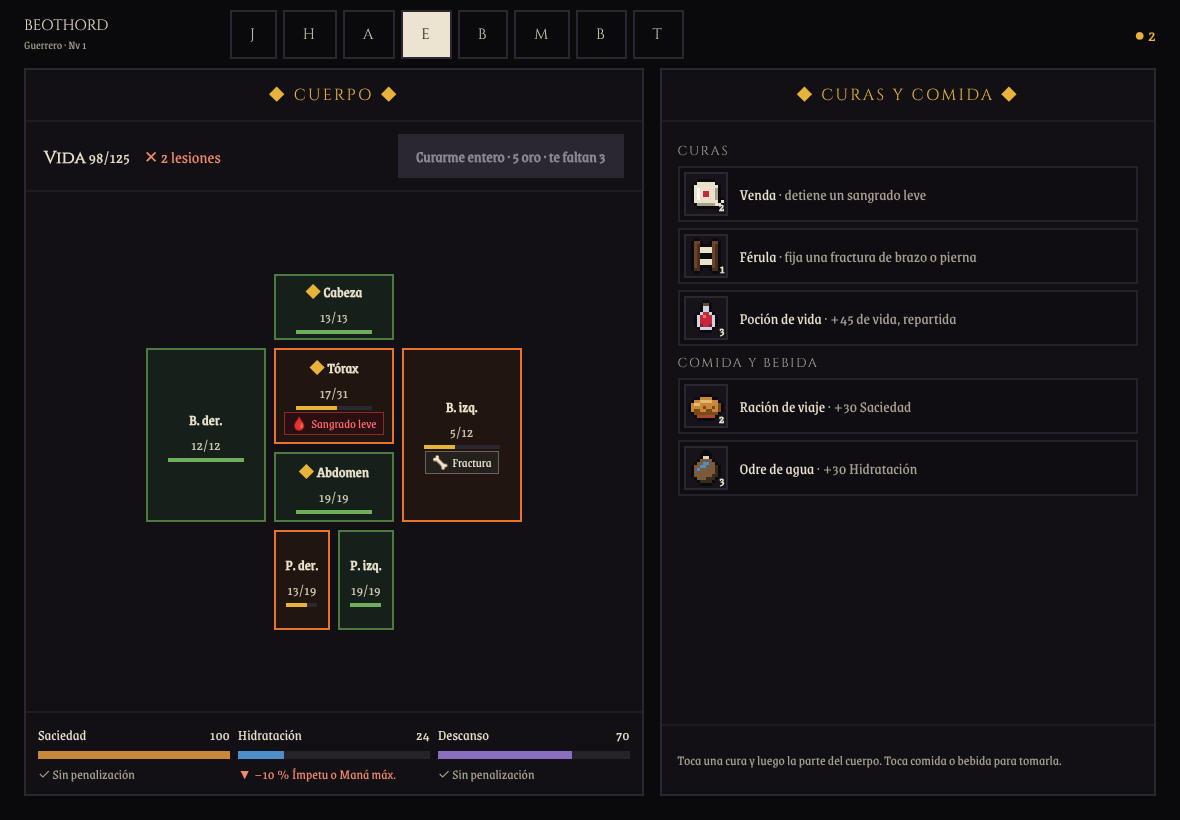 BEOTHORD
Guerrero · Nv 1
J H A E B M B T
2
CUERPO
VIDA 98/125 ✕ 2 lesiones
Curarme entero · 5 oro · te faltan 3
Cabeza
13/13
B. der.
12/12
Tórax
17/31
Sangrado leve
B. izq.
5/12
Fractura
Abdomen
19/19
P. der.
13/19
P. izq.
19/19
Saciedad 100
✓ Sin penalización
Hidratación 24
▼ −10 % Ímpetu o Maná máx.
Descanso 70
✓ Sin penalización
CURAS Y COMIDA
CURAS
2
Venda · detiene un sangrado leve
1
Férula · fija una fractura de brazo o pierna
3
Poción de vida · +45 de vida, repartida
COMIDA Y BEBIDA
2
Ración de viaje · +30 Saciedad
3
Odre de agua · +30 Hidratación
Toca una cura y luego la parte del cuerpo. Toca comida o bebida para tomarla.